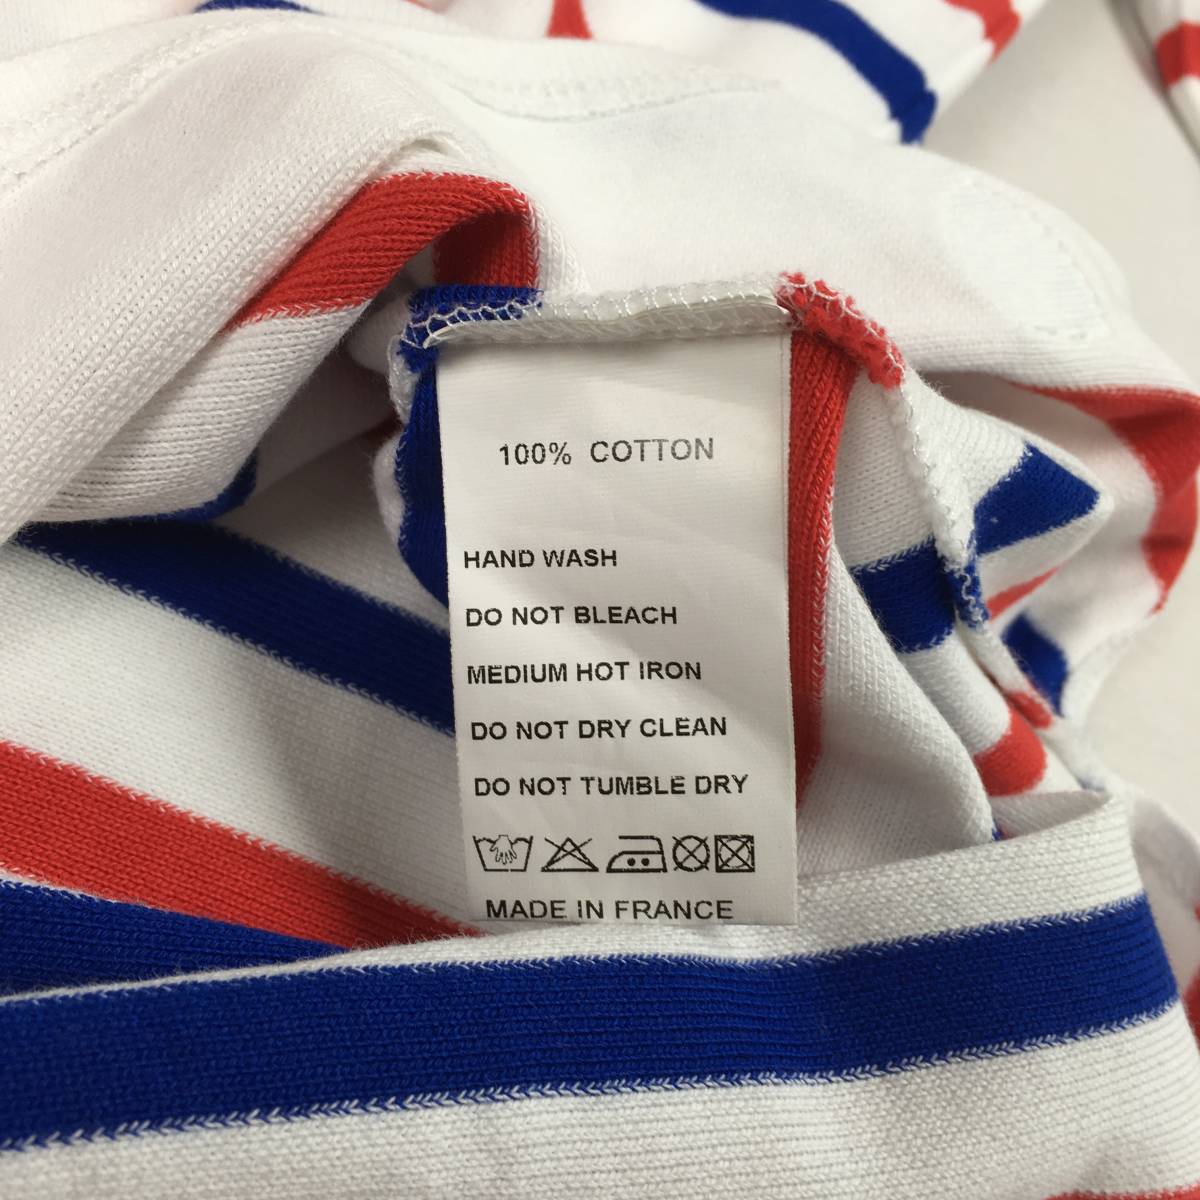 100% COTTON
HAND WASH
DO NOT BLEACH
MEDIUM HOT IRON
DO NOT DRY CLEAN
DO NOT TUMBLE DRY
MADE IN FRANCE